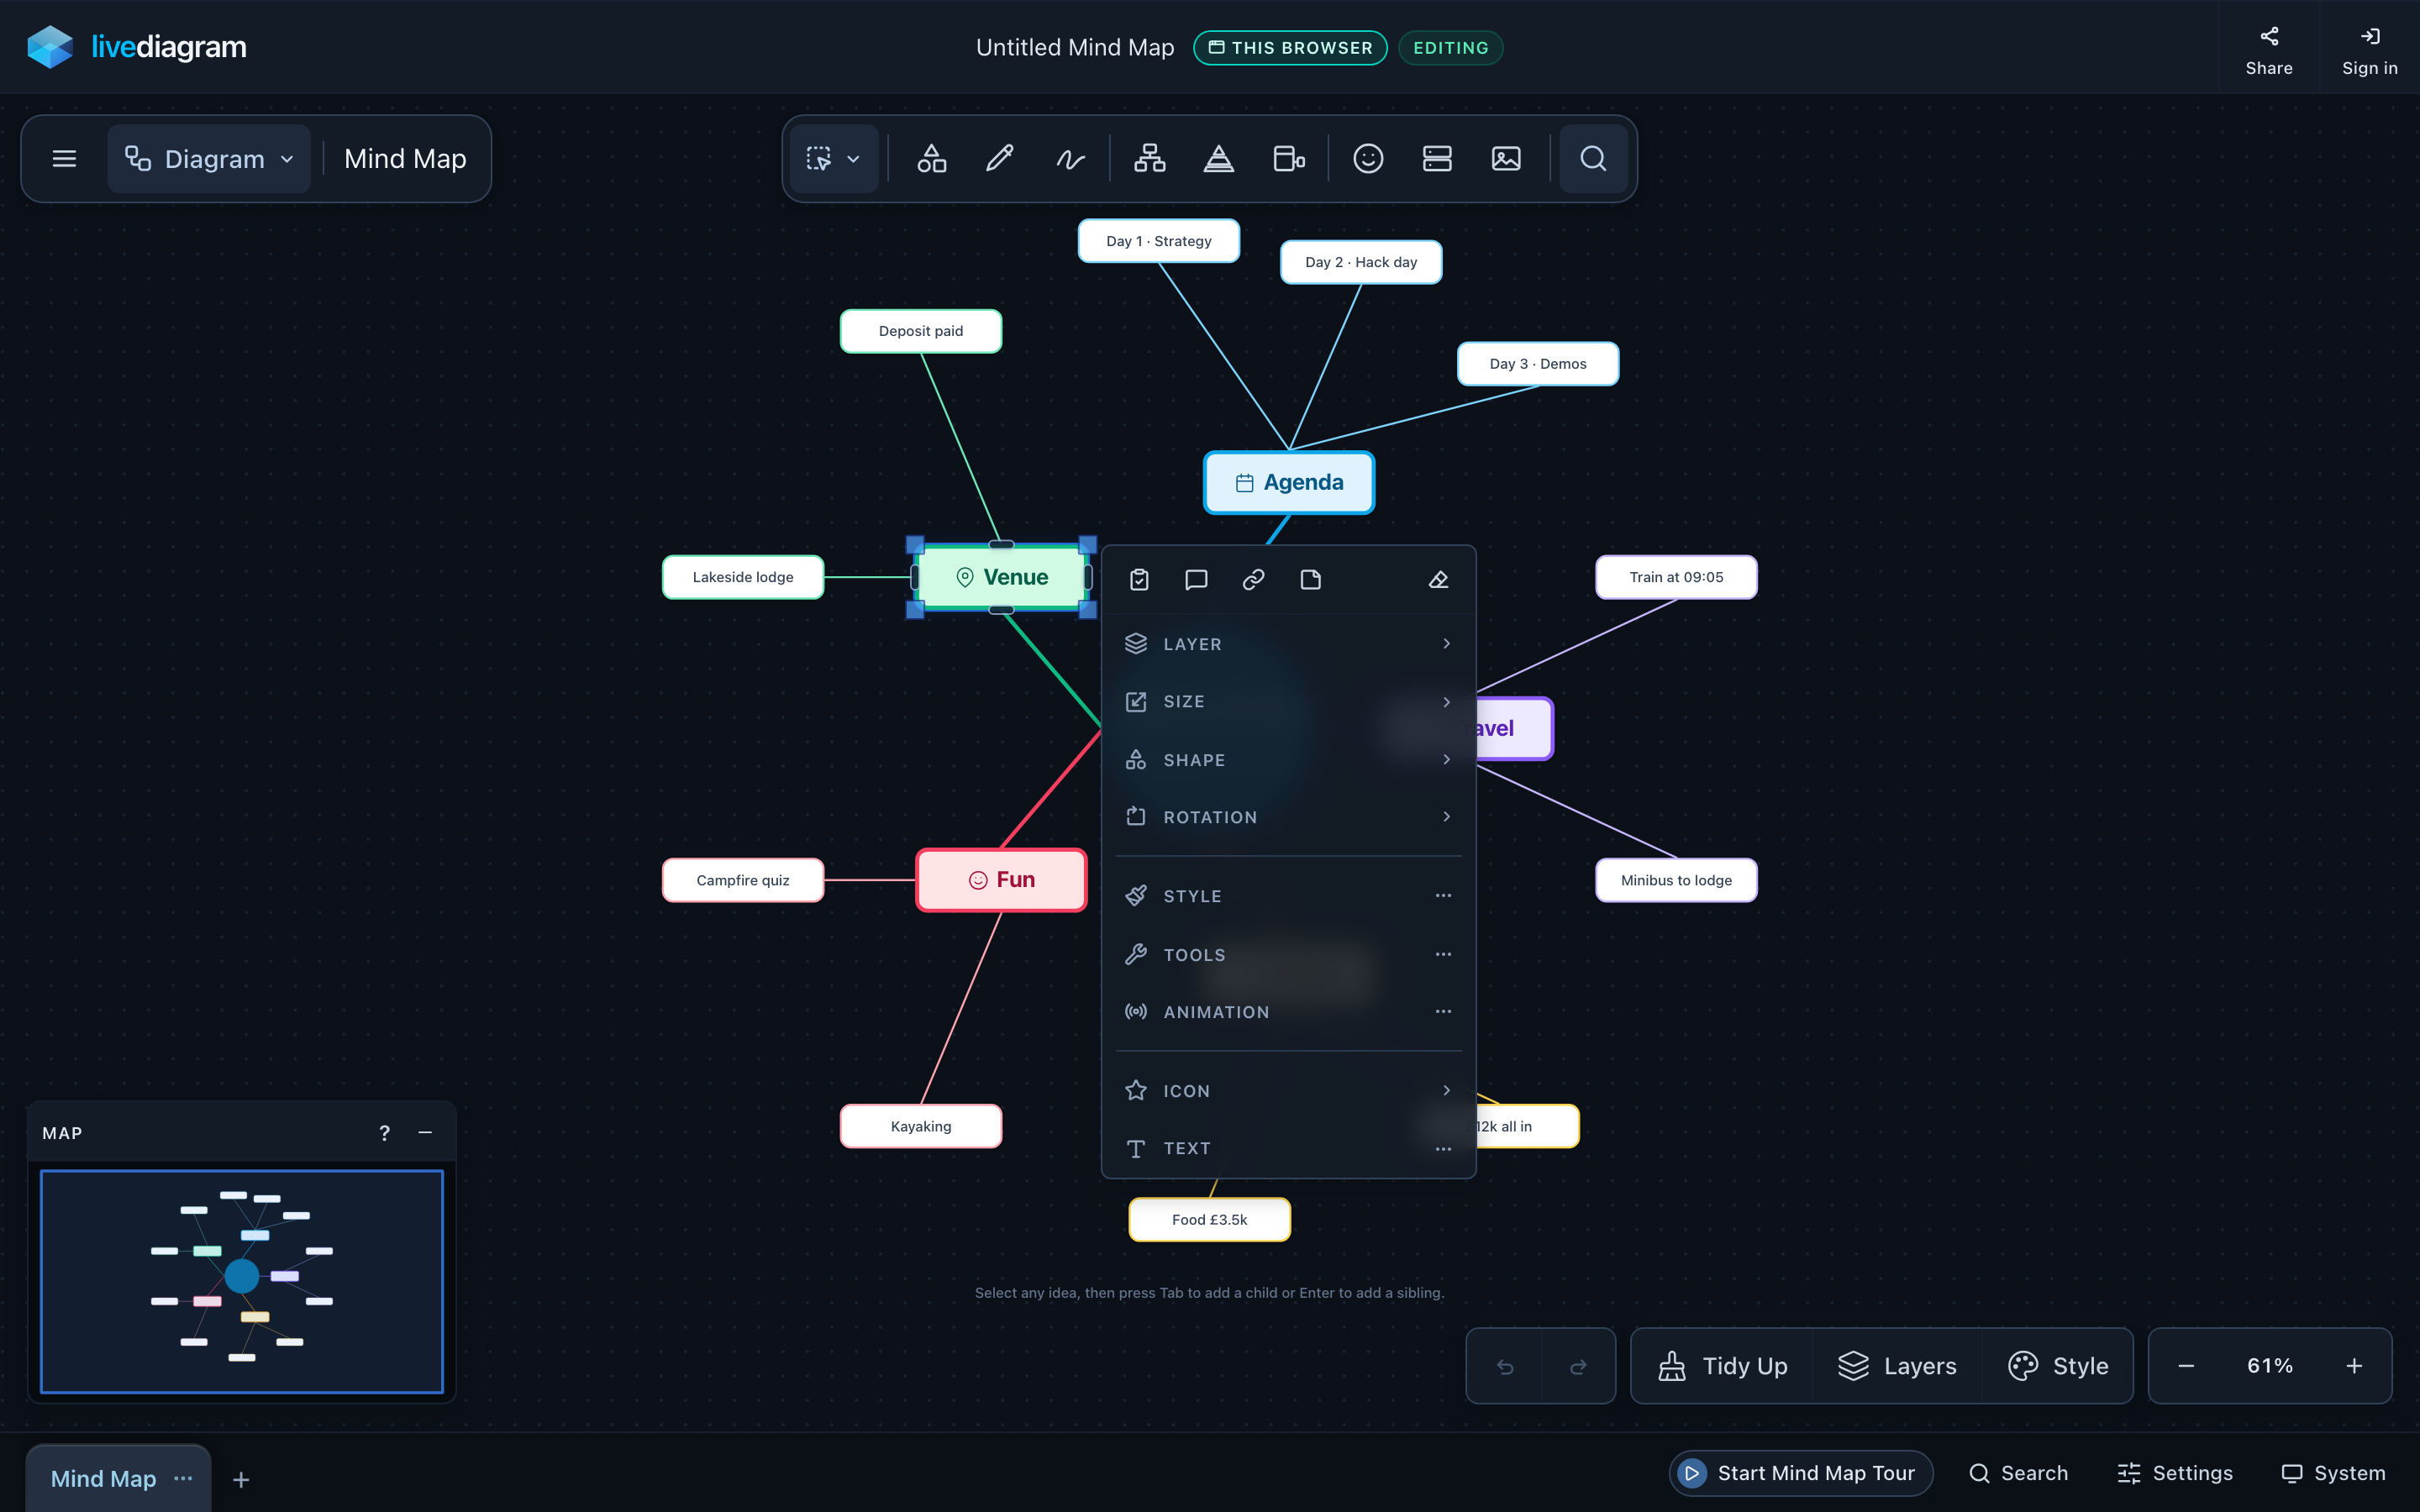 livediagram
Untitled Mind Map
THIS BROWSER
EDITING
Share
Sign in
Diagram
Mind Map
Day 1 · Strategy
Day 2 · Hack day
Deposit paid
Day 3 · Demos
Agenda
Lakeside lodge
Venue
Train at 09:05
LAYER
SIZE
SHAPE
avel
ROTATION
Campfire quiz
Fun
STYLE
Minibus to lodge
TOOLS
ANIMATION
ICON
Kayaking
12k all in
TEXT
MAP
?
Food £3.5k
Select any idea, then press Tab to add a child or Enter to add a sibling.
Tidy Up
Layers
Style
61%
Mind Map
Start Mind Map Tour
Search
Settings
System